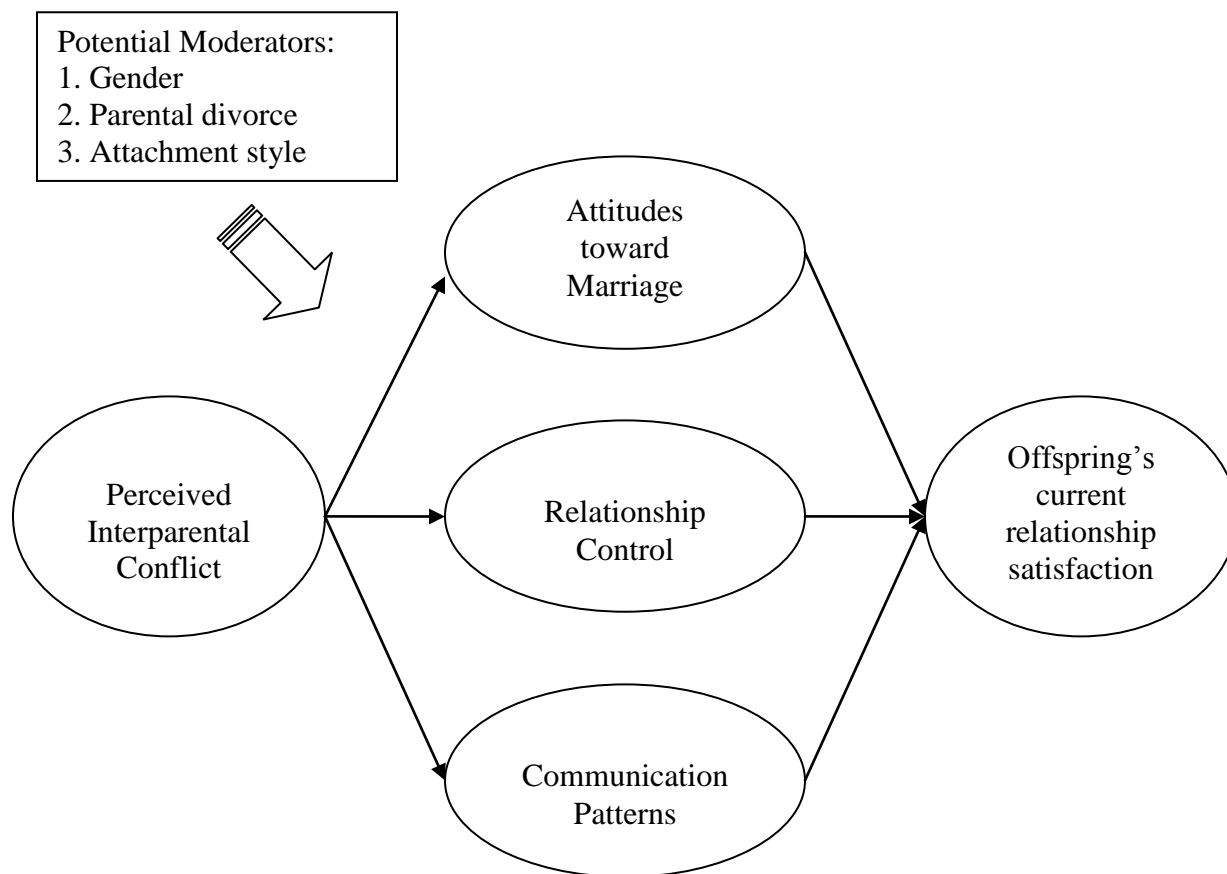 Potential Moderators:
1. Gender
2. Parental divorce
3. Attachment style
Attitudes
toward
Marriage
Perceived
Interparental
Conflict
Relationship
Control
Offspring’s
current
relationship
satisfaction
Communication
Patterns